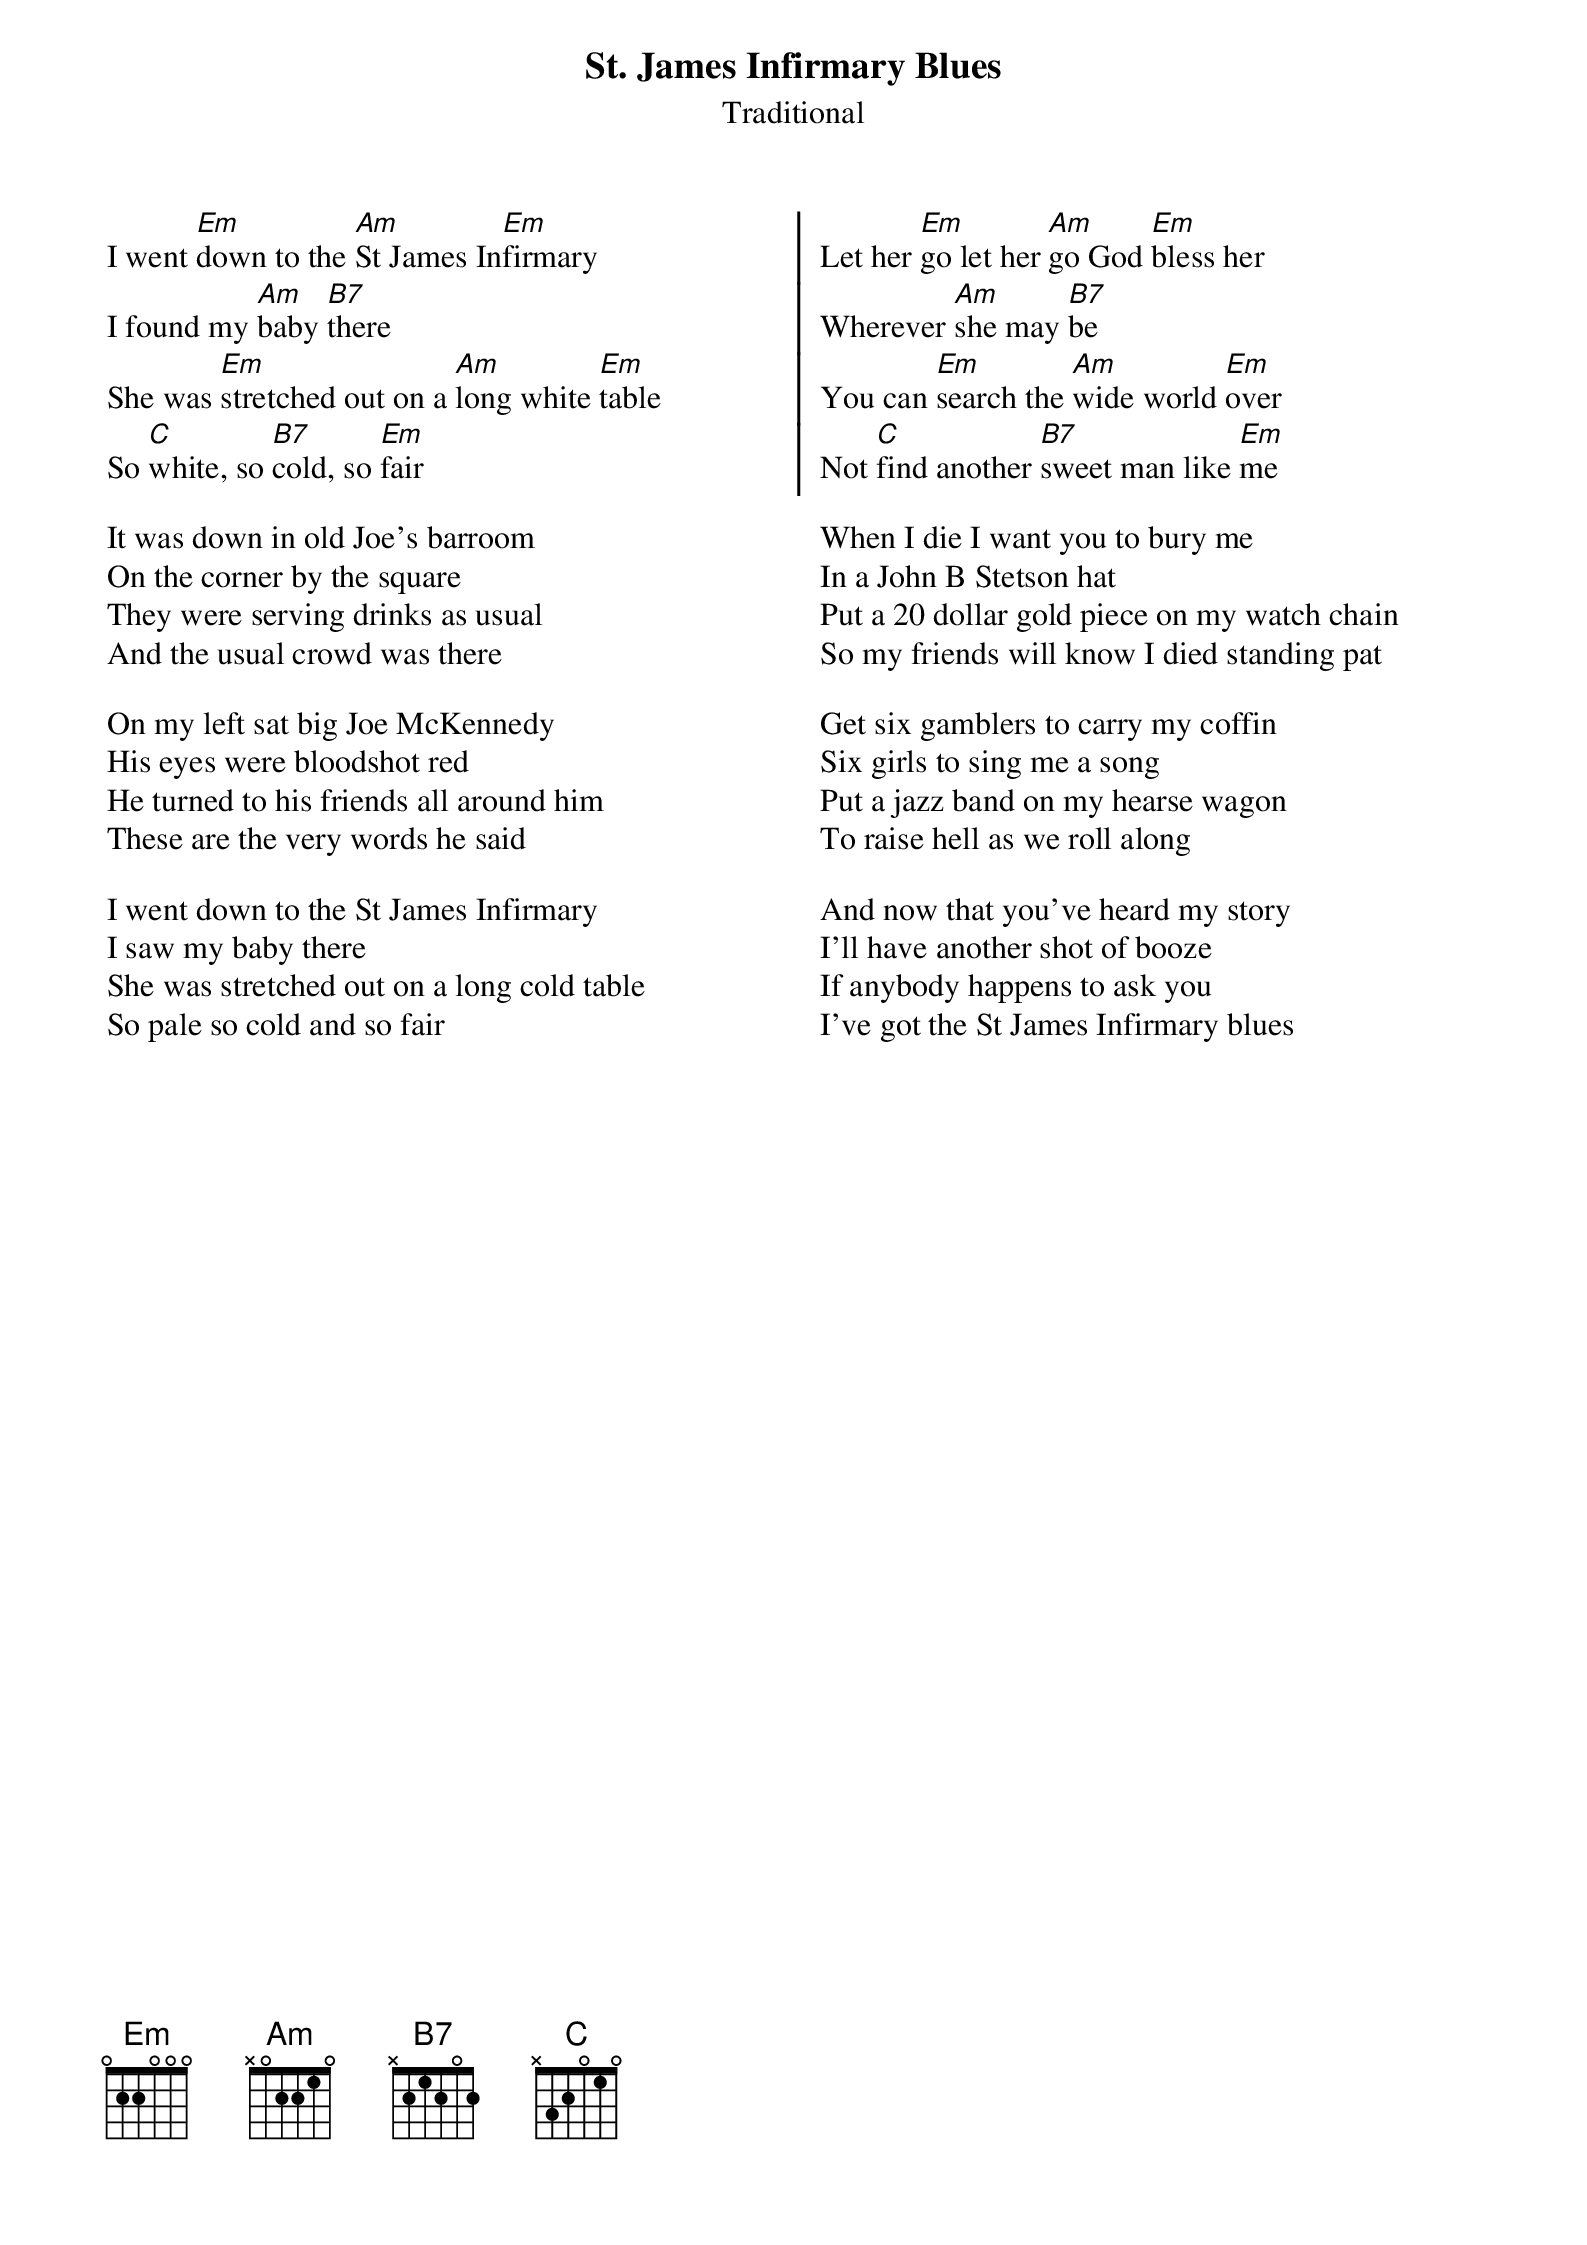 St. James Infirmary Blues
Traditional
Em Am Em
I went down to the St James Infirmary
Am B7
I found my baby there
Em Am Em
She was stretched out on a long white table
C B7 Em
So white, so cold, so fair
It was down in old Joe's barroom
On the corner by the square
They were serving drinks as usual
And the usual crowd was there
On my left sat big Joe McKennedy
His eyes were bloodshot red
He turned to his friends all around him
These are the very words he said
I went down to the St James Infirmary
I saw my baby there
She was stretched out on a long cold table
So pale so cold and so fair
Em Am Em
Let her go let her go God bless her
Am B7
Wherever she may be
Em Am Em
You can search the wide world over
C B7 Em
Not find another sweet man like me
When I die I want you to bury me
In a John B Stetson hat
Put a 20 dollar gold piece on my watch chain
So my friends will know I died standing pat
Get six gamblers to carry my coffin
Six girls to sing me a song
Put a jazz band on my hearse wagon
To raise hell as we roll along
And now that you've heard my story
I'll have another shot of booze
If anybody happens to ask you
I've got the St James Infirmary blues
Em Am B7 C